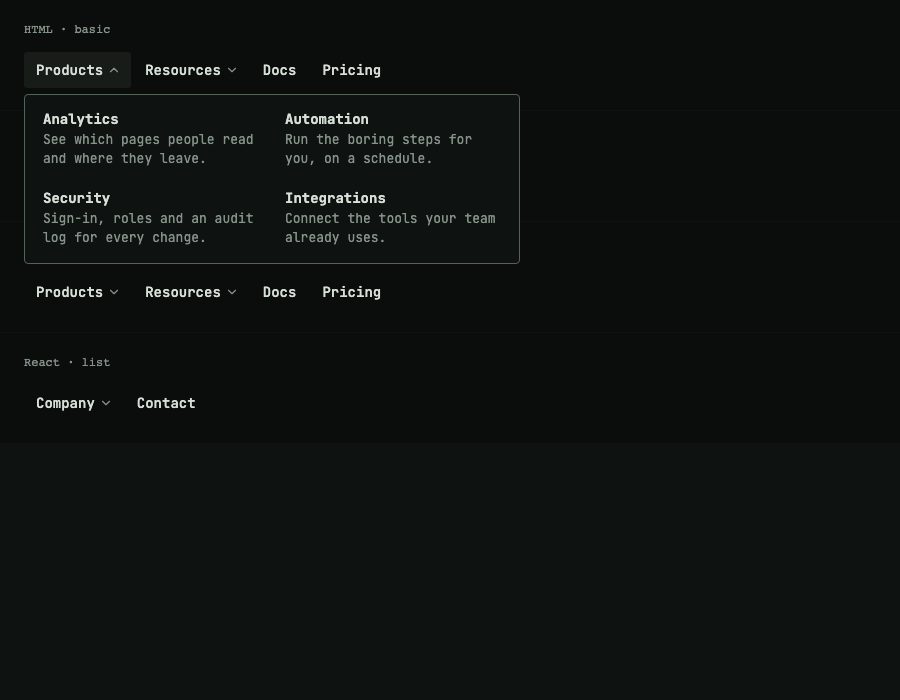 HTML · basic
Products Resources Docs Pricing
Analytics
See which pages people read
and where they leave.
Automation
Run the boring steps for
you, on a schedule.
Security
Sign-in, roles and an audit
log for every change.
Integrations
Connect the tools your team
already uses.
Products Resources Docs Pricing
React · list
Company Contact